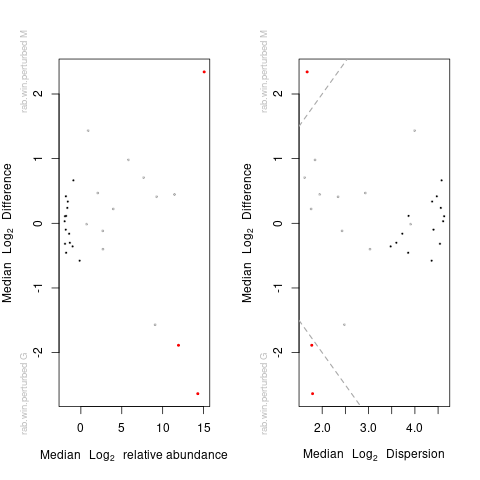 rab.win.perturbed M
rab.win.perturbed G
Median Log2 Difference
2
1
0
-1
-2
0 5 10 15
Median Log2 relative abundance
rab.win.perturbed M
rab.win.perturbed G
Median Log2 Difference
2
1
0
-1
-2
2.0 3.0 4.0
Median Log2 Dispersion